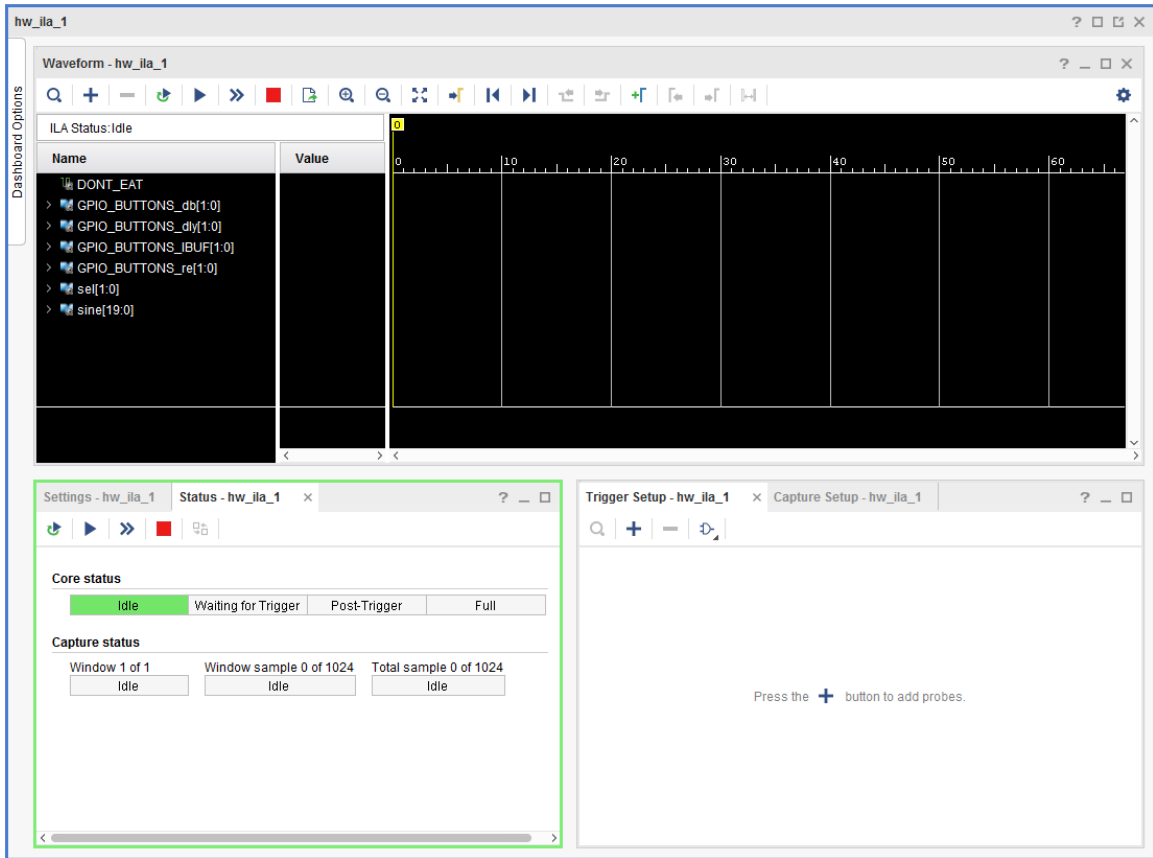 hw_ila_1
Dashboard Options
Waveform - hw_ila_1
ILA Status:Idle
Name Value
0
0 10 20 30 40 50 60
DONT_EAT
GPIO_BUTTONS_db[1:0]
GPIO_BUTTONS_dly[1:0]
GPIO_BUTTONS_IBUF[1:0]
GPIO_BUTTONS_re[1:0]
sel[1:0]
sine[19:0]
Settings - hw_ila_1 Status - hw_ila_1
Core status
Idle Waiting for Trigger Post-Trigger Full
Capture status
Window 1 of 1 Window sample 0 of 1024 Total sample 0 of 1024
Idle Idle Idle
Trigger Setup - hw_ila_1 Capture Setup - hw_ila_1
Press the + button to add probes.